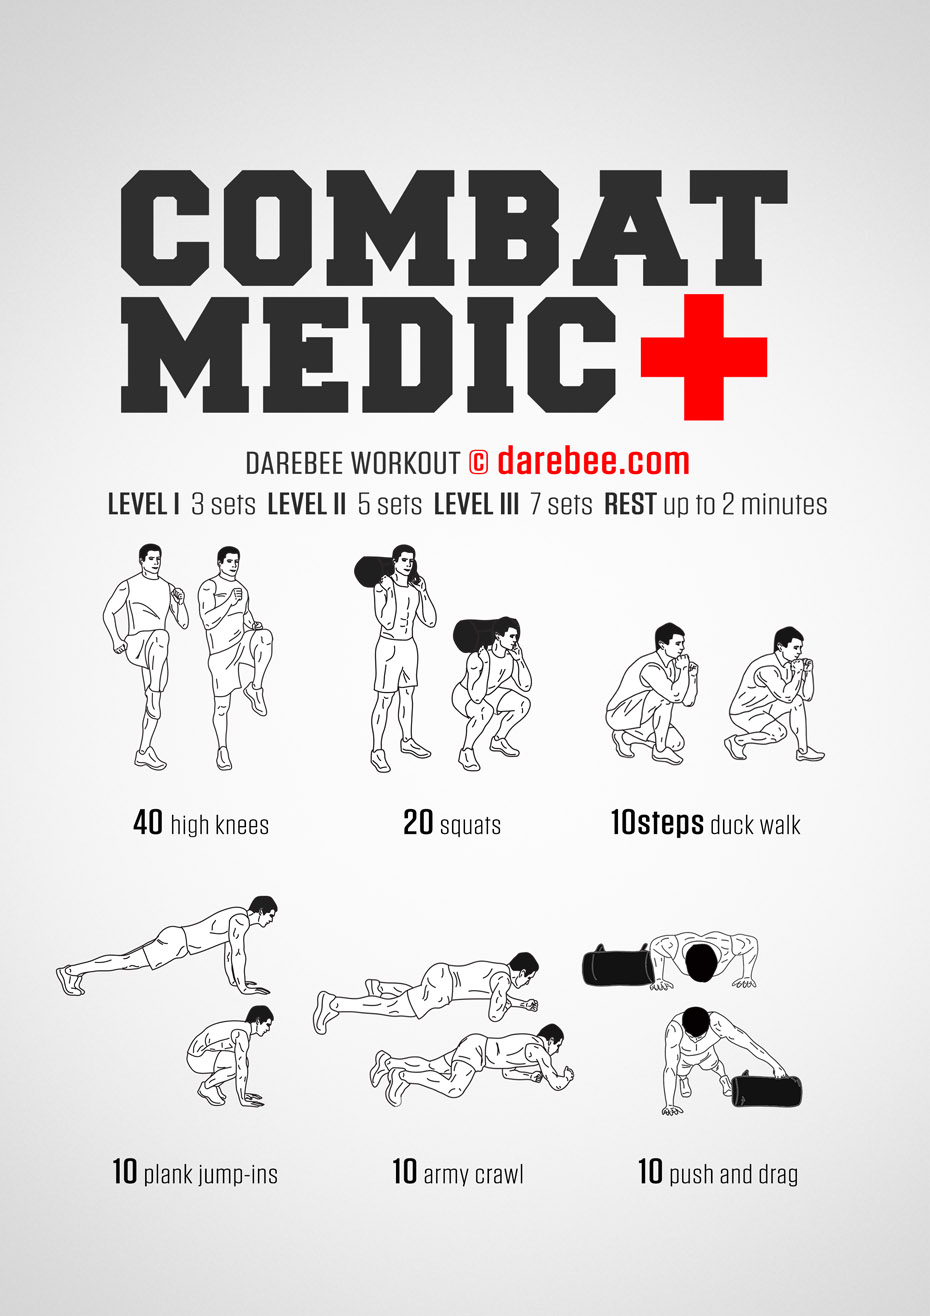 COMBAT
MEDIC
DAREBEE WORKOUT © darebee.com
LEVEL I 3 sets LEVEL II 5 sets LEVEL III 7 sets REST up to 2 minutes
40 high knees
20 squats
10steps duck walk
10 plank jump-ins
10 army crawl
10 push and drag